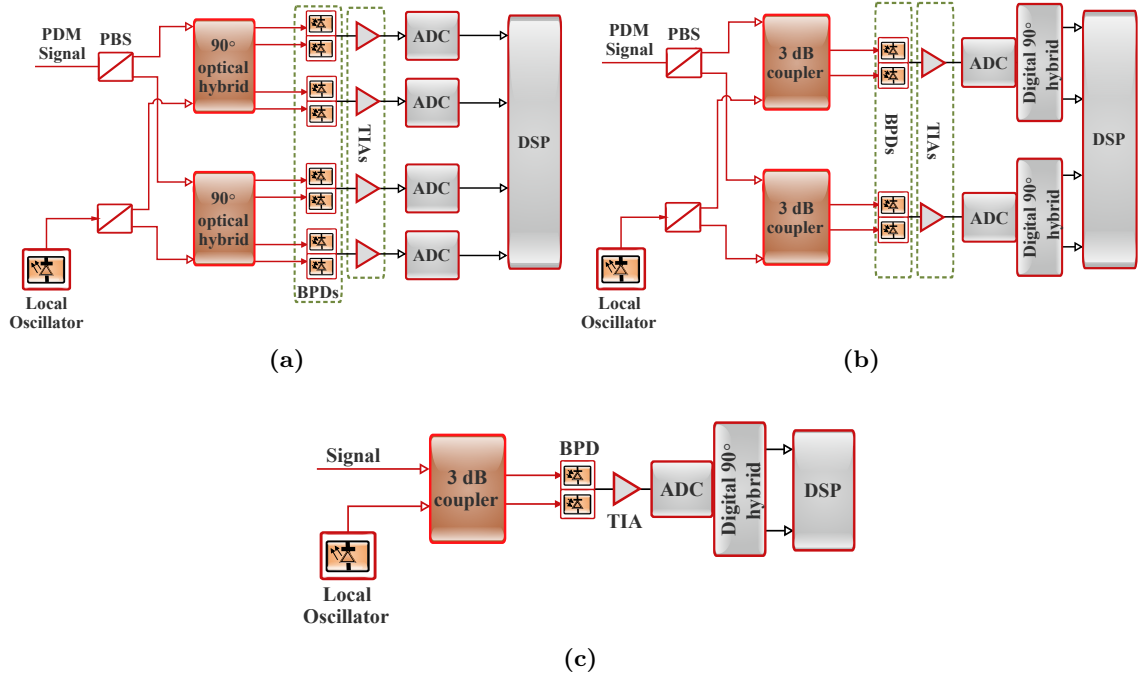 PDM
Signal
PBS
90°
optical
hybrid
90°
optical
hybrid
BPDs
TIAs
ADC
ADC
ADC
ADC
DSP
Local
Oscillator
(a)
PDM
Signal
PBS
3 dB
coupler
3 dB
coupler
BPDs
TIAs
ADC
ADC
Digital 90°
hybrid
Digital 90°
hybrid
DSP
Local
Oscillator
(b)
Signal
3 dB
coupler
BPD
TIA
ADC
Digital 90°
hybrid
DSP
Local
Oscillator
(c)